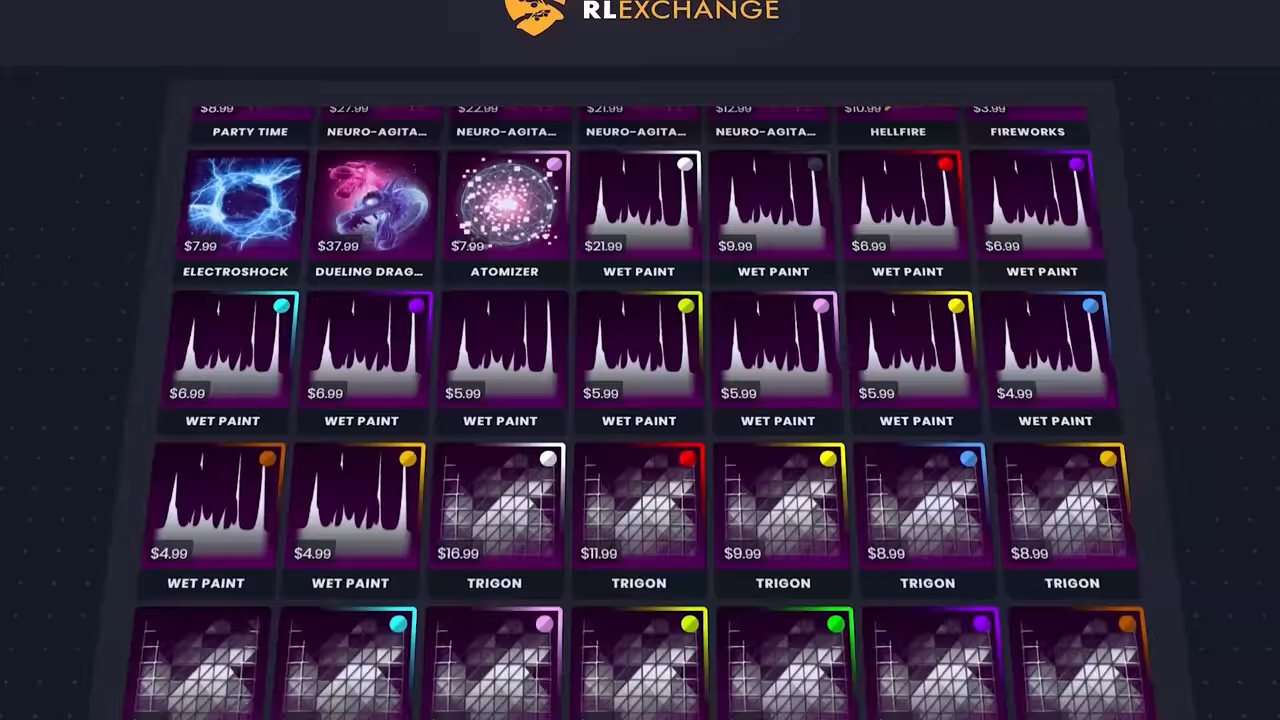 RLEXCHANGE
$8.99 $27.99 $22.99 $21.99 $12.99 $10.99 $3.99
PARTY TIME NEURO-AGITA... NEURO-AGITA... NEURO-AGITA... NEURO-AGITA... HELLFIRE FIREWORKS
$7.99 $37.99 $7.99 $21.99 $9.99 $6.99 $6.99
ELECTROSHOCK DUELING DRAG... ATOMIZER WET PAINT WET PAINT WET PAINT WET PAINT
$6.99 $6.99 $5.99 $5.99 $5.99 $5.99 $4.99
WET PAINT WET PAINT WET PAINT WET PAINT WET PAINT WET PAINT WET PAINT
$4.99 $4.99 $16.99 $11.99 $9.99 $8.99 $8.99
WET PAINT WET PAINT TRIGON TRIGON TRIGON TRIGON TRIGON